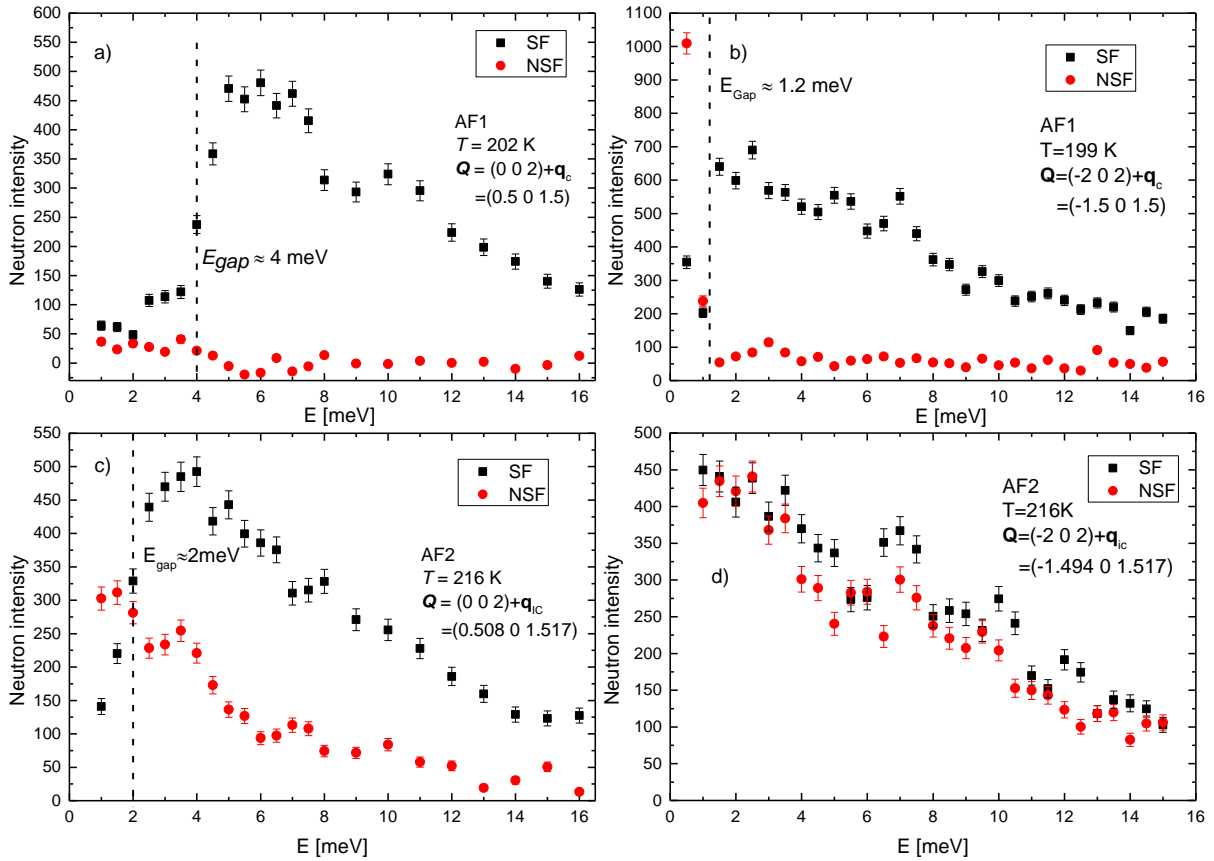 a)
SF
NSF
AF1
T = 202 K
Q = (0 0 2)+qc
=(0.5 0 1.5)
Egap ≈ 4 meV
Neutron intensity
600
550
500
450
400
350
300
250
200
150
100
50
0
0 2 4 6 8 10 12 14 16
E [meV]
b)
SF
NSF
EGap ≈ 1.2 meV
AF1
T=199 K
Q=(-2 0 2)+qc
=(-1.5 0 1.5)
Neutron intensity
1100
1000
900
800
700
600
500
400
300
200
100
0
0 2 4 6 8 10 12 14 16
E [meV]
c)
SF
NSF
Egap≈2meV
AF2
T = 216 K
Q = (0 0 2)+qIC
=(0.508 0 1.517)
Neutron intensity
550
500
450
400
350
300
250
200
150
100
50
0
0 2 4 6 8 10 12 14 16
E [meV]
SF
NSF
AF2
T=216K
Q=(-2 0 2)+qic
=(-1.494 0 1.517)
d)
Neutron intensity
500
450
400
350
300
250
200
150
100
50
0
0 2 4 6 8 10 12 14 16
E [meV]